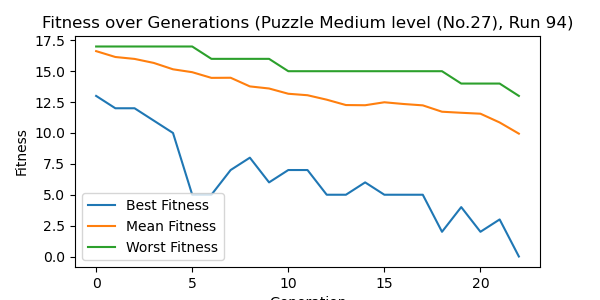 Fitness over Generations (Puzzle Medium level (No.27), Run 94)
17.5
15.0
12.5
10.0
7.5
5.0
2.5
0.0
Fitness
Best Fitness
Mean Fitness
Worst Fitness
0
5
10
15
20
Generation